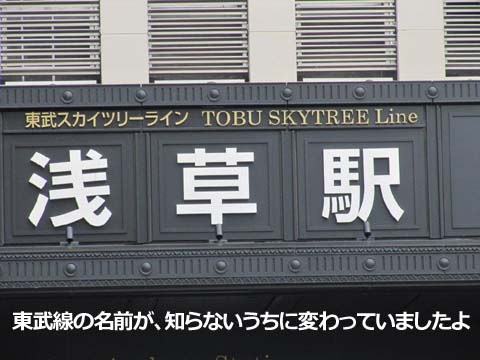 東武スカイツリーライン TOBU SKYTREE Line
浅草駅
東武線の名前が、知らないうちに変わっていましたよ